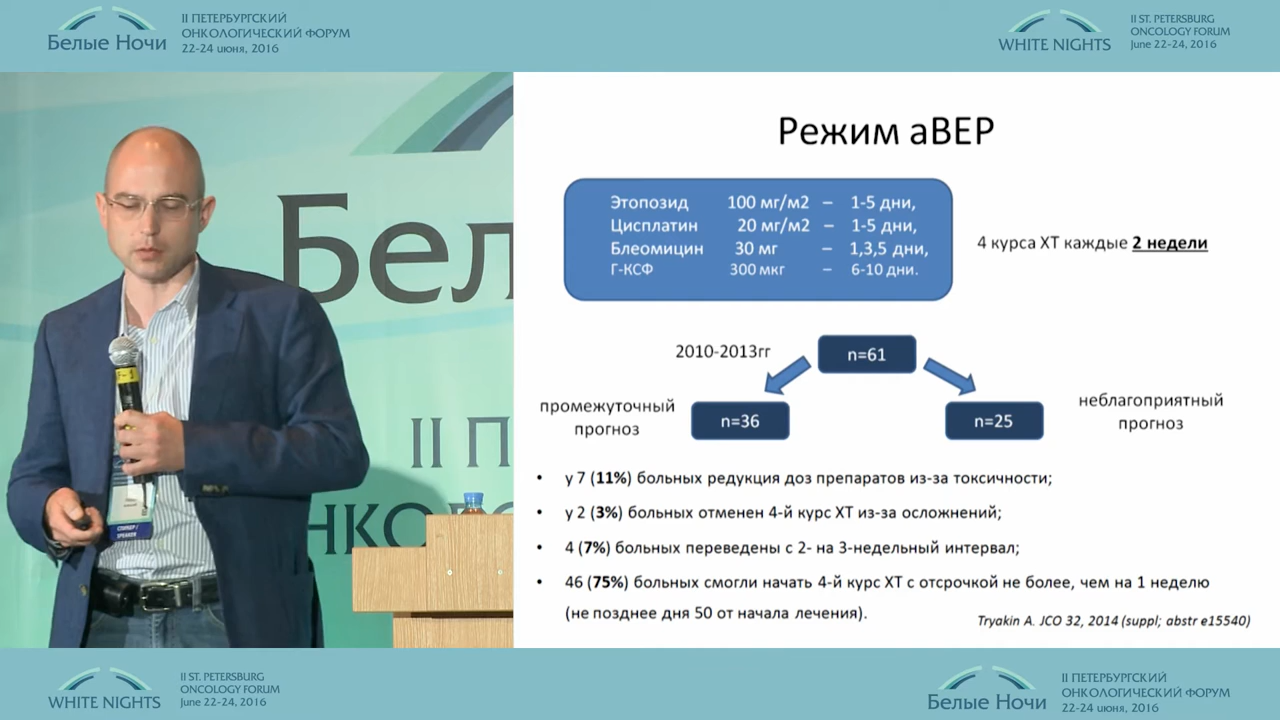 Белые Ночи
II ПЕТЕРБУРГСКИЙ
ОНКОЛОГИЧЕСКИЙ ФОРУМ
22-24 июня, 2016
WHITE NIGHTS
II ST. PETERSBURG
ONCOLOGY FORUM
June 22-24, 2016
Бел
II П
НКО
СПИКЕР /
SPEAKER
Режим aBEP
Этопозид 100 мг/м2 – 1-5 дни,
Цисплатин 20 мг/м2 – 1-5 дни,
Блеомицин 30 мг – 1,3,5 дни,
Г-КСФ 300 мкг – 6-10 дни.
4 курса ХТ каждые 2 недели
2010-2013гг
n=61
промежуточный
прогноз
n=36
n=25
неблагоприятный
прогноз
• у 7 (11%) больных редукция доз препаратов из-за токсичности;
• у 2 (3%) больных отменен 4-й курс ХТ из-за осложнений;
• 4 (7%) больных переведены с 2- на 3-недельный интервал;
• 46 (75%) больных смогли начать 4-й курс ХТ с отсрочкой не более, чем на 1 неделю
(не позднее дня 50 от начала лечения).
Tryakin A. JCO 32, 2014 (suppl; abstr e15540)
WHITE NIGHTS
II ST. PETERSBURG
ONCOLOGY FORUM
June 22-24, 2016
Белые Ночи
II ПЕТЕРБУРГСКИЙ
ОНКОЛОГИЧЕСКИЙ ФОРУМ
22-24 июня, 2016